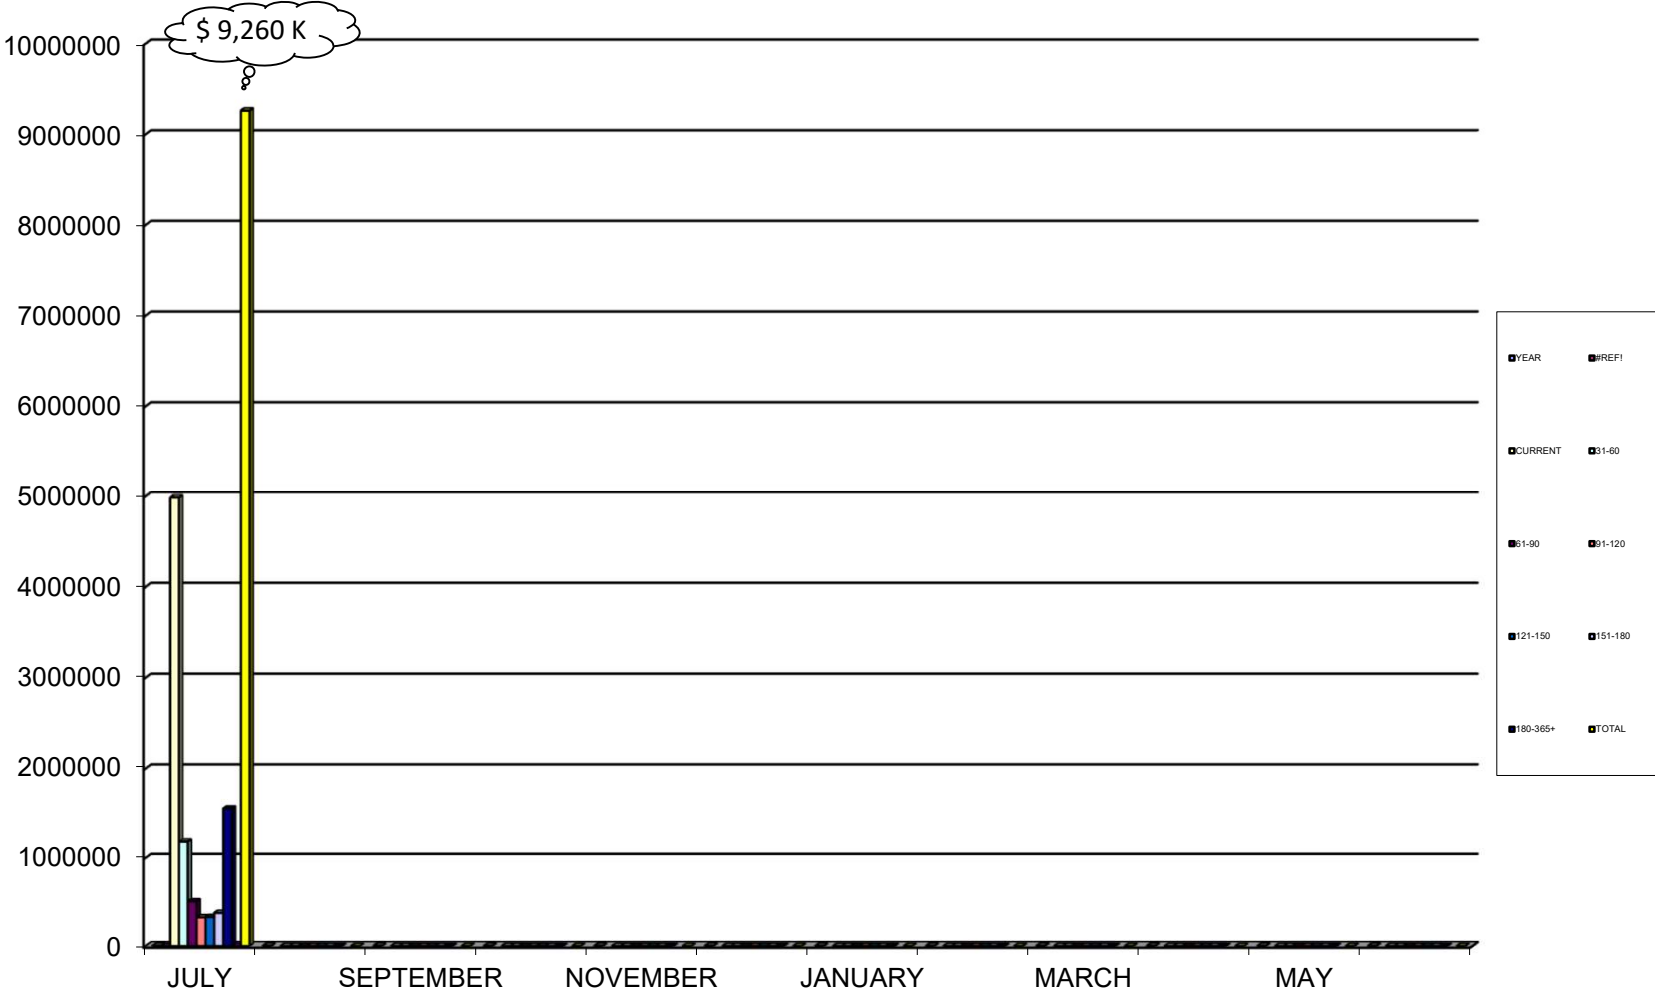 $ 9,260 K
10000000
9000000
8000000
7000000
6000000
5000000
4000000
3000000
2000000
1000000
0
JULY SEPTEMBER NOVEMBER JANUARY MARCH MAY
YEAR #REF!
CURRENT 31-60
61-90 91-120
121-150 151-180
180-365+ TOTAL